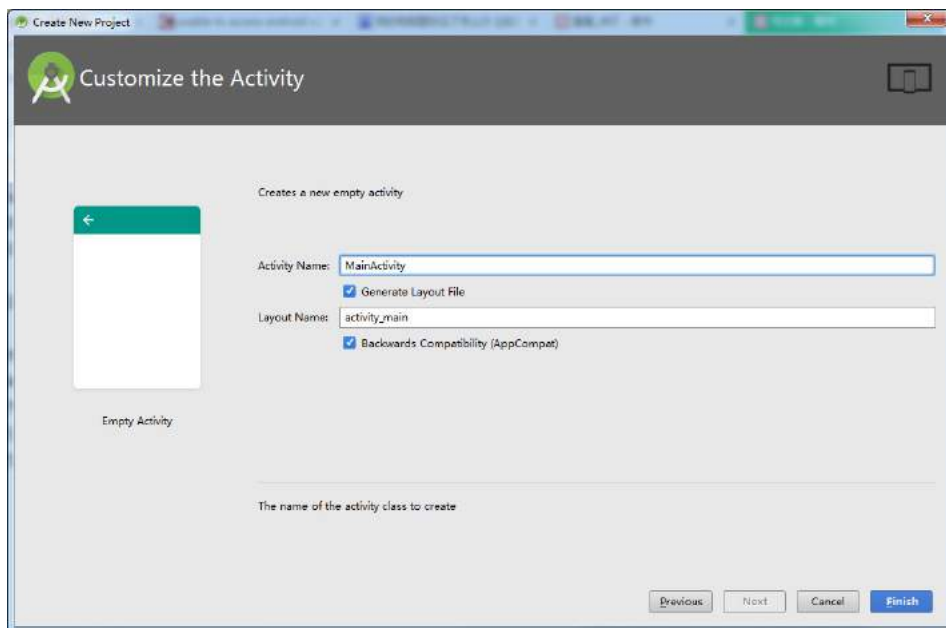 Create New Project
Customize the Activity
Creates a new empty activity
Activity Name: MainActivity
Generate Layout File
Layout Name: activity_main
Backwards Compatibility (AppCompat)
Empty Activity
The name of the activity class to create
Previous Next Cancel Finish